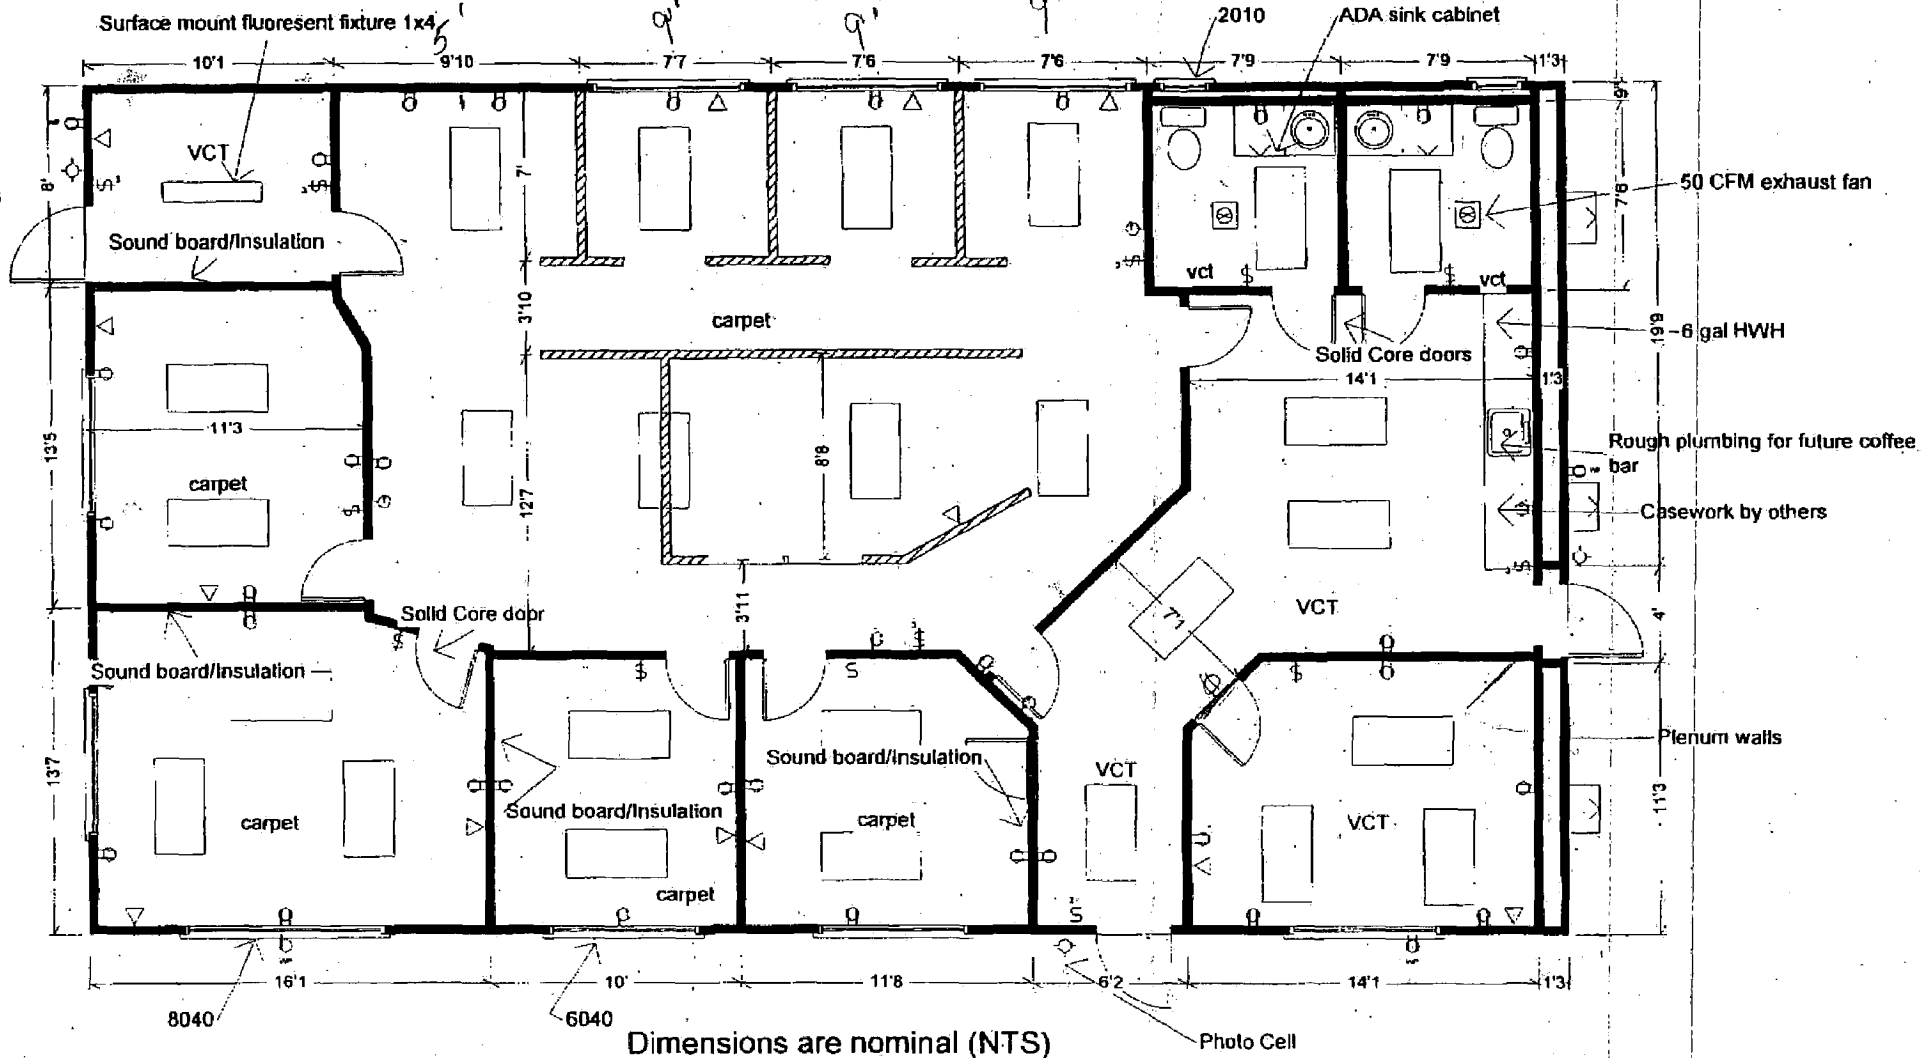 Surface mount fluoresent fixture 1x4
5'
9'
9'
9
2010
ADA sink cabinet
10'1
9'10
7'7
7'6
7'6
7'9
7'9
1'3
9"
8'
VCT
7'
7'6
50 CFM exhaust fan
Sound board/Insulation
vct
vct
3'10
carpet
19'9
6 gal HWH
Solid Core doors
14'1
1'3
11'3
13'5
carpet
12'7
8'8
Rough plumbing for future coffee
bar
Casework by others
Solid Core door
3'11
7'1
VCT
4'
Sound board/Insulation
Plenum walls
13'7
Sound board/Insulation
VCT
11'3
Sound board/Insulation
carpet
carpet
VCT
carpet
16'1
10'
11'8
6'2
14'1
1'3
8040
6040
Dimensions are nominal (NTS)
Photo Cell